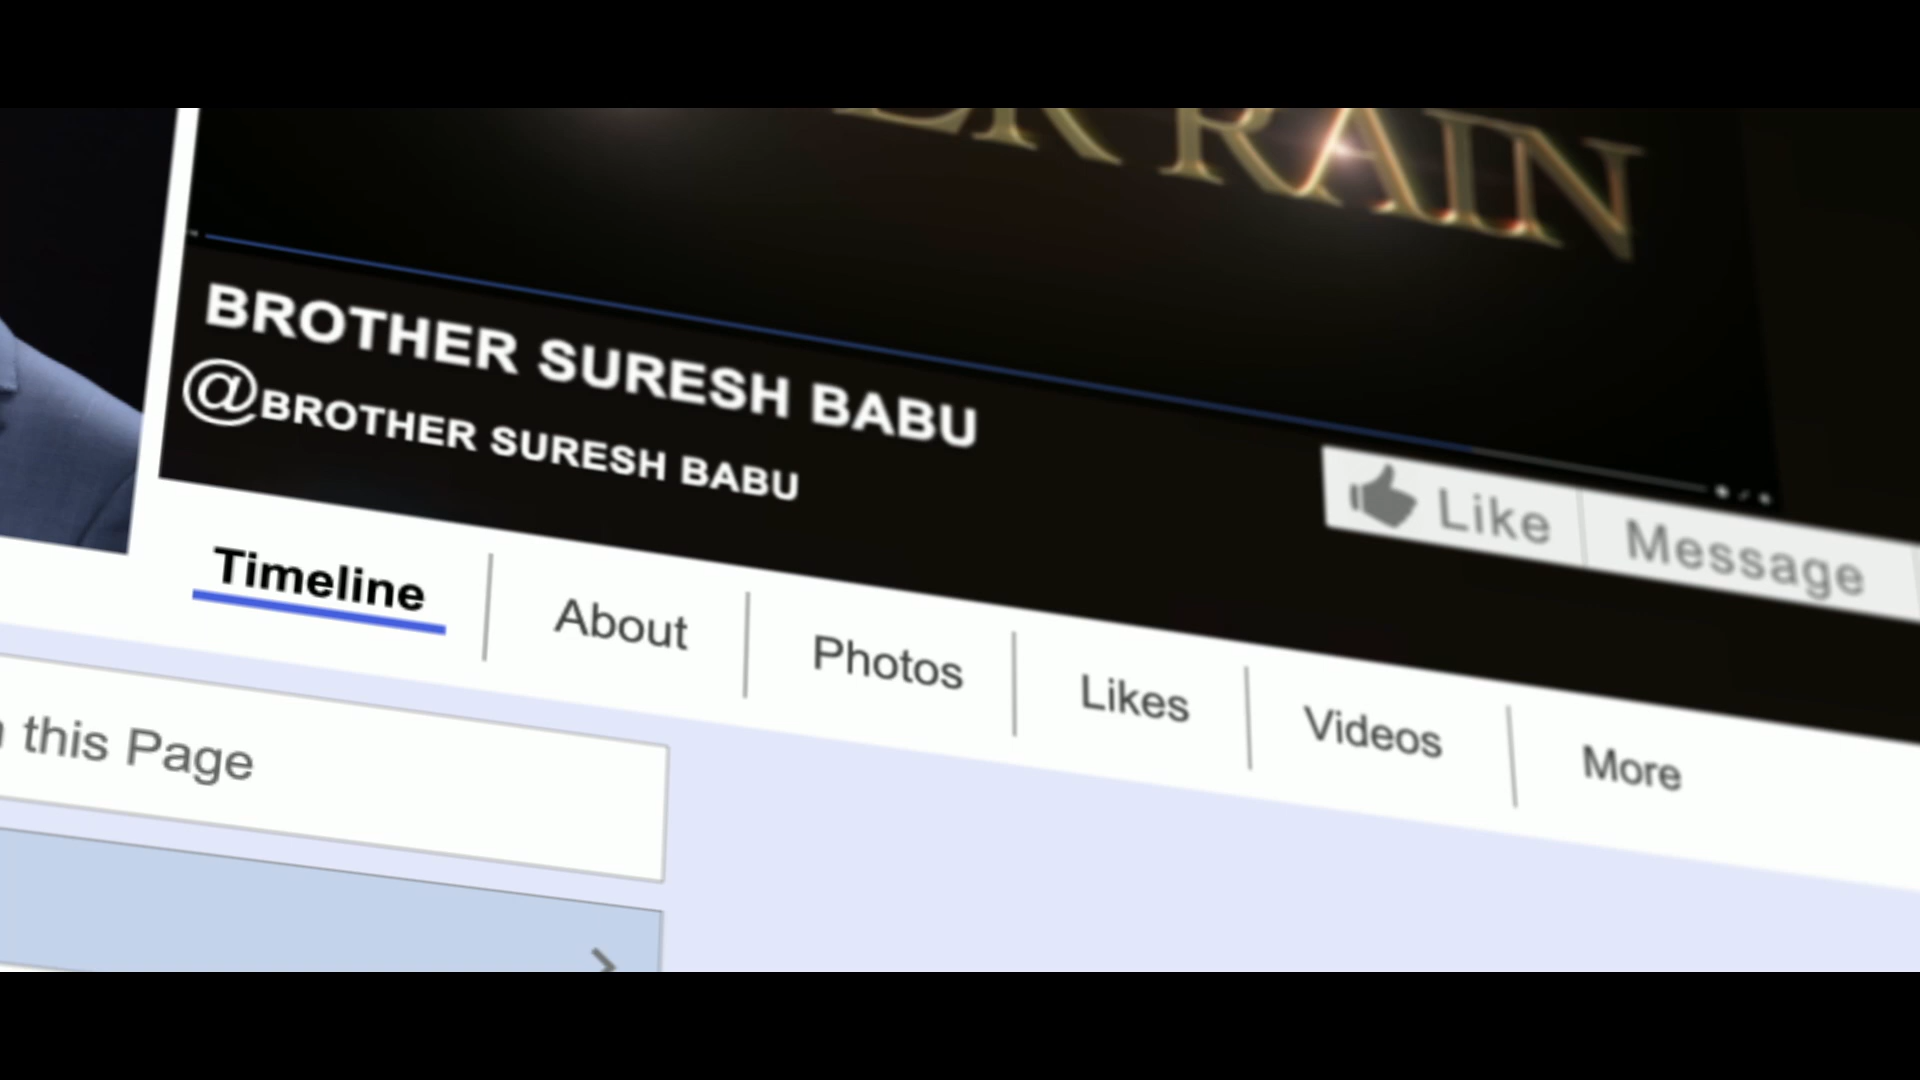 RAIN
BROTHER SURESH BABU
@BROTHER SURESH BABU
Like
Message
Timeline
About
Photos
Likes
Videos
More
this Page